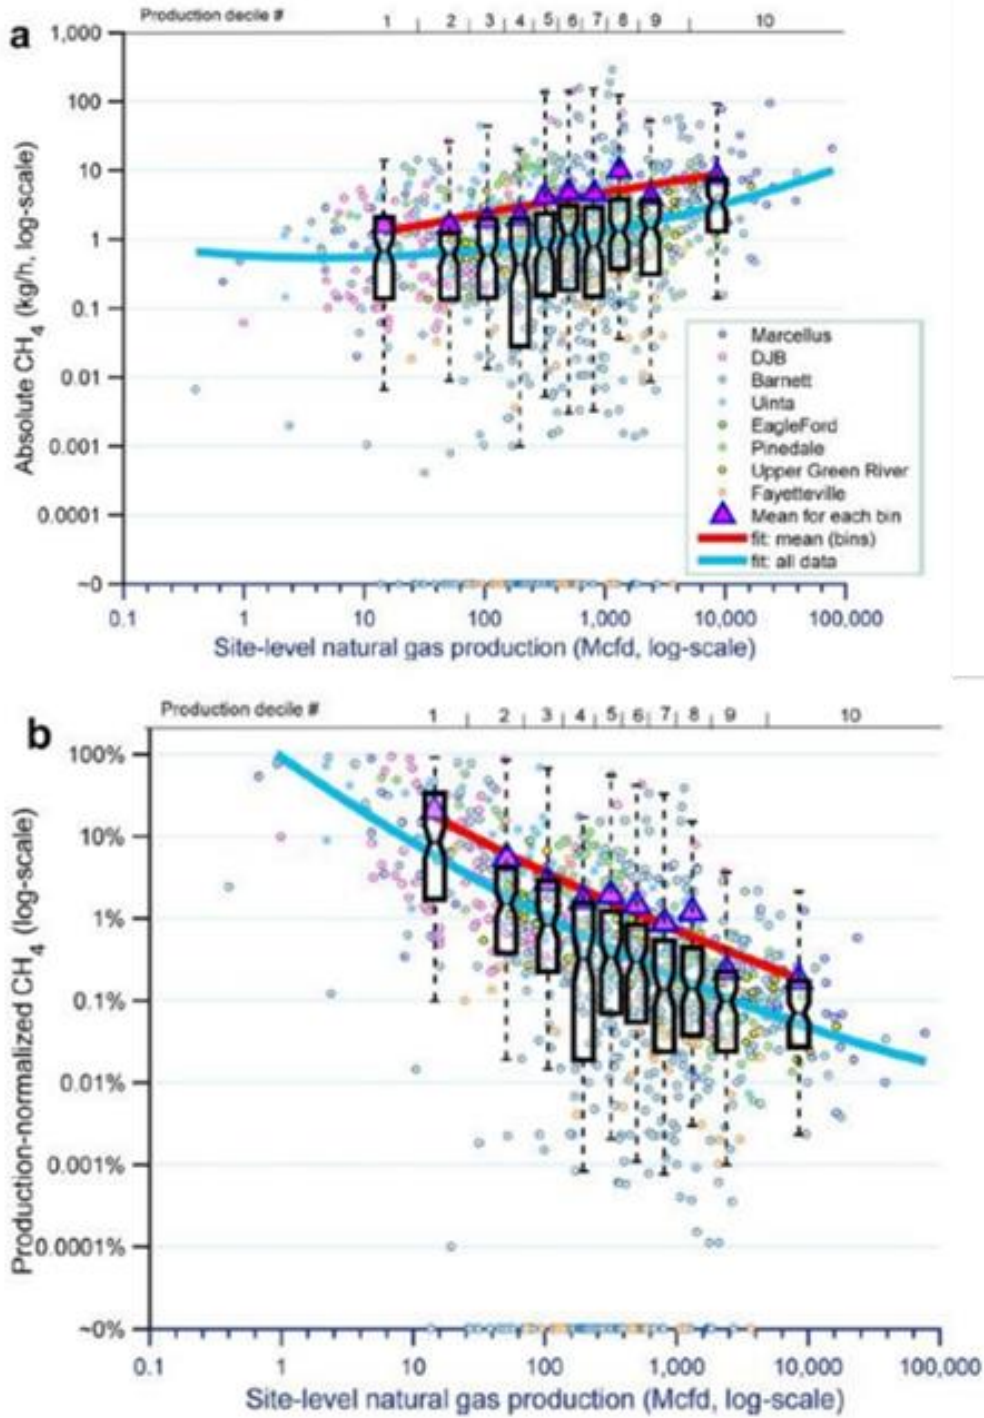 a
Production decile #
1 2 3 4 5 6 7 8 9 10
Absolute CH4 (kg/h, log-scale)
1,000
100
10
1
0.1
0.01
0.001
0.0001
~0
Marcellus
DJB
Barnett
Uinta
EagleFord
Pinedale
Upper Green River
Fayetteville
Mean for each bin
fit: mean (bins)
fit: all data
0.1 1 10 100 1,000 10,000 100,000
Site-level natural gas production (Mcfd, log-scale)
b
Production decile #
1 2 3 4 5 6 7 8 9 10
Production-normalized CH4 (log-scale)
100%
10%
1%
0.1%
0.01%
0.001%
0.0001%
~0%
0.1 1 10 100 1,000 10,000 100,000
Site-level natural gas production (Mcfd, log-scale)